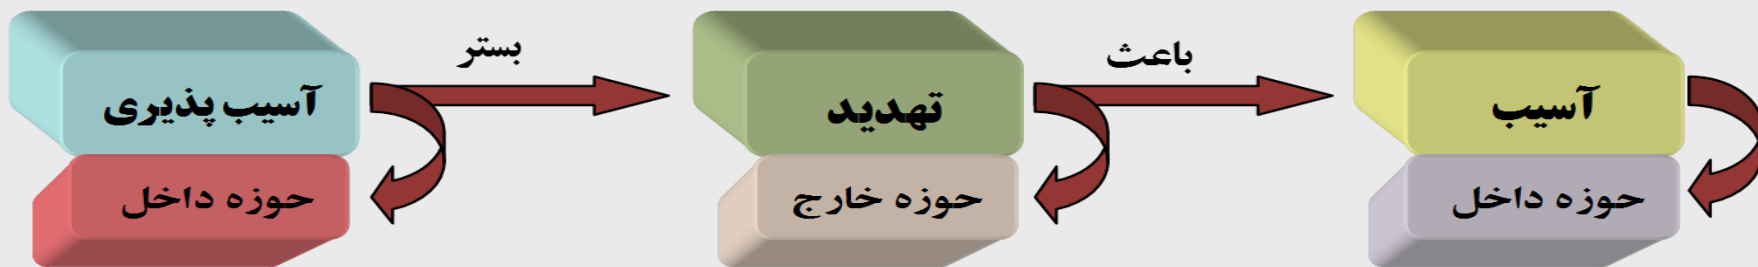 آسیب پذیری
بستر
تهدید
باعث
آسیب
حوزه داخل
حوزه خارج
حوزه داخل